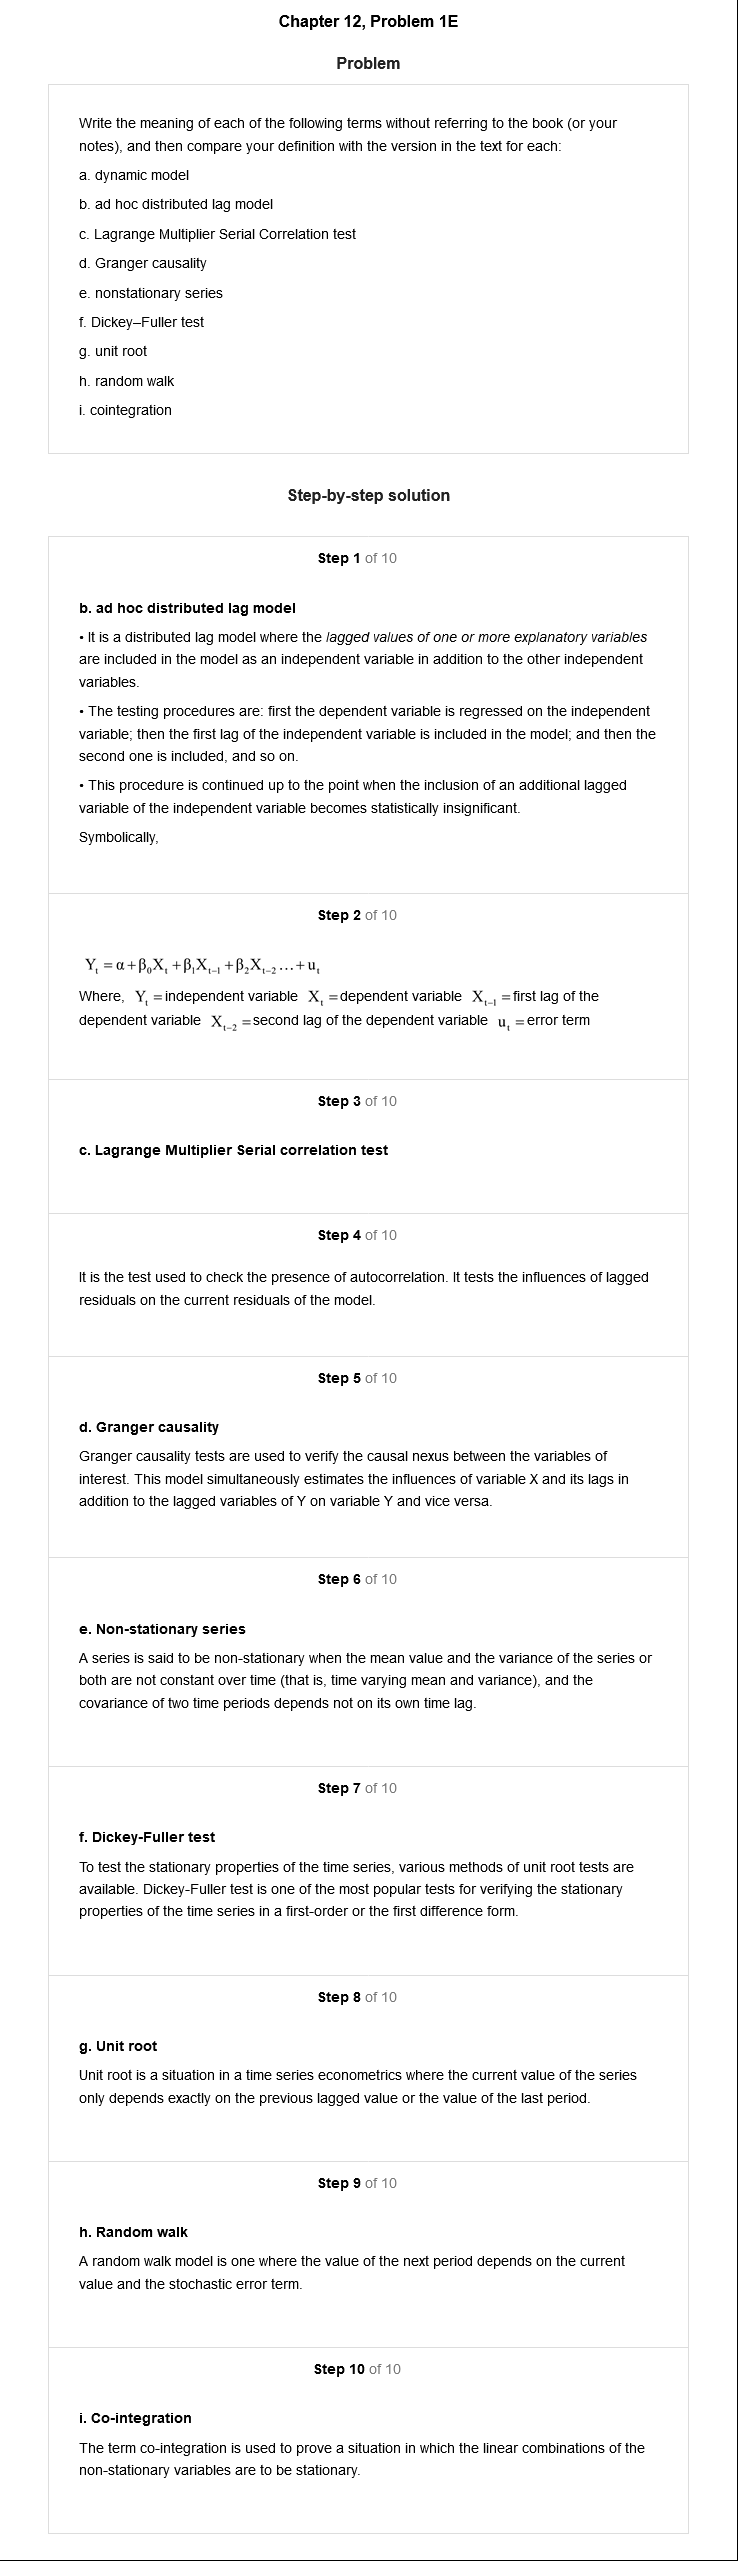 Chapter 12, Problem 1E
Problem
Write the meaning of each of the following terms without referring to the book (or your
notes), and then compare your definition with the version in the text for each:
a. dynamic model
b. ad hoc distributed lag model
c. Lagrange Multiplier Serial Correlation test
d. Granger causality
e. nonstationary series
f. Dickey–Fuller test
g. unit root
h. random walk
i. cointegration
Step-by-step solution
Step 1 of 10
b. ad hoc distributed lag model
• It is a distributed lag model where the lagged values of one or more explanatory variables
are included in the model as an independent variable in addition to the other independent
variables.
• The testing procedures are: first the dependent variable is regressed on the independent
variable; then the first lag of the independent variable is included in the model; and then the
second one is included, and so on.
• This procedure is continued up to the point when the inclusion of an additional lagged
variable of the independent variable becomes statistically insignificant.
Symbolically,
Step 2 of 10
Yₜ = α + β₀Xₜ + β₁Xₜ₋₁ + β₂Xₜ₋₂ ... + uₜ
Where, Yₜ = independent variable Xₜ = dependent variable Xₜ₋₁ = first lag of the
dependent variable Xₜ₋₂ = second lag of the dependent variable uₜ = error term
Step 3 of 10
c. Lagrange Multiplier Serial correlation test
Step 4 of 10
It is the test used to check the presence of autocorrelation. It tests the influences of lagged
residuals on the current residuals of the model.
Step 5 of 10
d. Granger causality
Granger causality tests are used to verify the causal nexus between the variables of
interest. This model simultaneously estimates the influences of variable X and its lags in
addition to the lagged variables of Y on variable Y and vice versa.
Step 6 of 10
e. Non-stationary series
A series is said to be non-stationary when the mean value and the variance of the series or
both are not constant over time (that is, time varying mean and variance), and the
covariance of two time periods depends not on its own time lag.
Step 7 of 10
f. Dickey-Fuller test
To test the stationary properties of the time series, various methods of unit root tests are
available. Dickey-Fuller test is one of the most popular tests for verifying the stationary
properties of the time series in a first-order or the first difference form.
Step 8 of 10
g. Unit root
Unit root is a situation in a time series econometrics where the current value of the series
only depends exactly on the previous lagged value or the value of the last period.
Step 9 of 10
h. Random walk
A random walk model is one where the value of the next period depends on the current
value and the stochastic error term.
Step 10 of 10
i. Co-integration
The term co-integration is used to prove a situation in which the linear combinations of the
non-stationary variables are to be stationary.